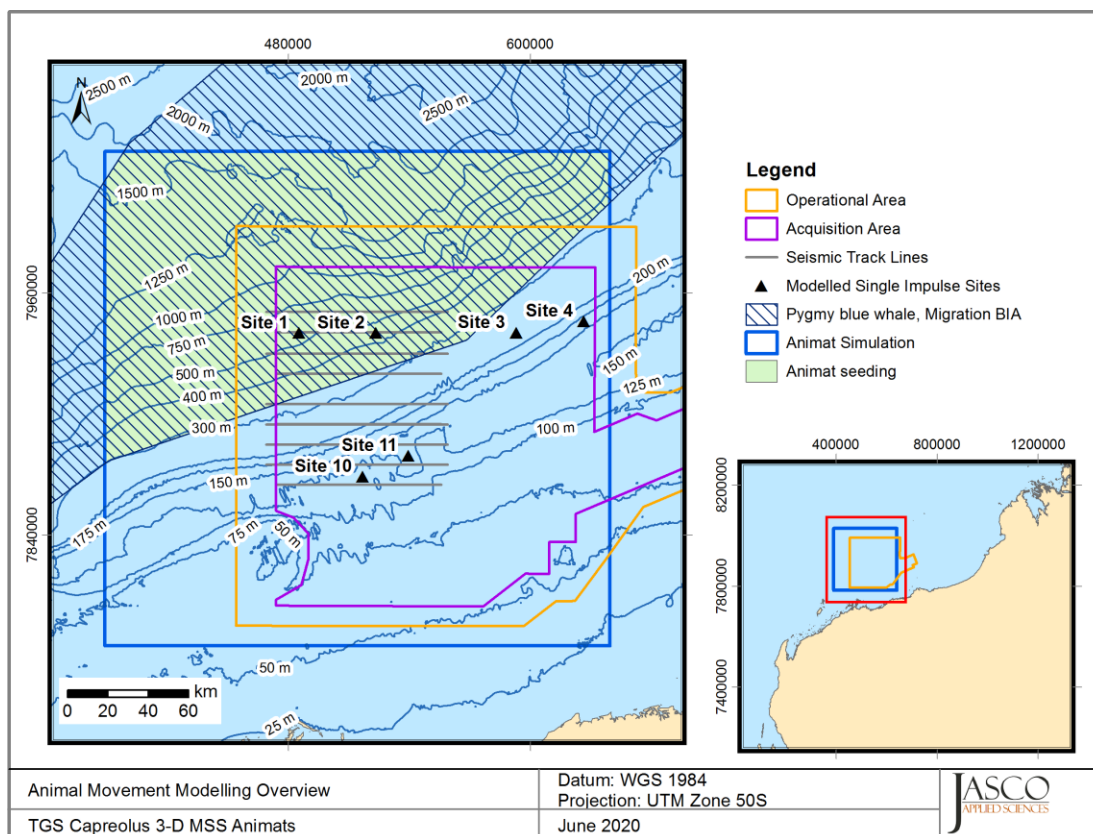 480000
600000
N
2500 m
2000 m
2000 m
2500 m
1500 m
1250 m
1000 m
750 m
500 m
400 m
300 m
200 m
150 m
125 m
100 m
150 m
175 m
75 m
50 m
50 m
25 m
Site 1
Site 2
Site 3
Site 4
Site 11
Site 10
7960000
7840000
km
0 20 40 60
Legend
Operational Area
Acquisition Area
Seismic Track Lines
Modelled Single Impulse Sites
Pygmy blue whale, Migration BIA
Animat Simulation
Animat seeding
400000 800000 1200000
8200000
7800000
7400000
Animal Movement Modelling Overview
Datum: WGS 1984
Projection: UTM Zone 50S
TGS Capreolus 3-D MSS Animats
June 2020
JASCO
APPLIED SCIENCES